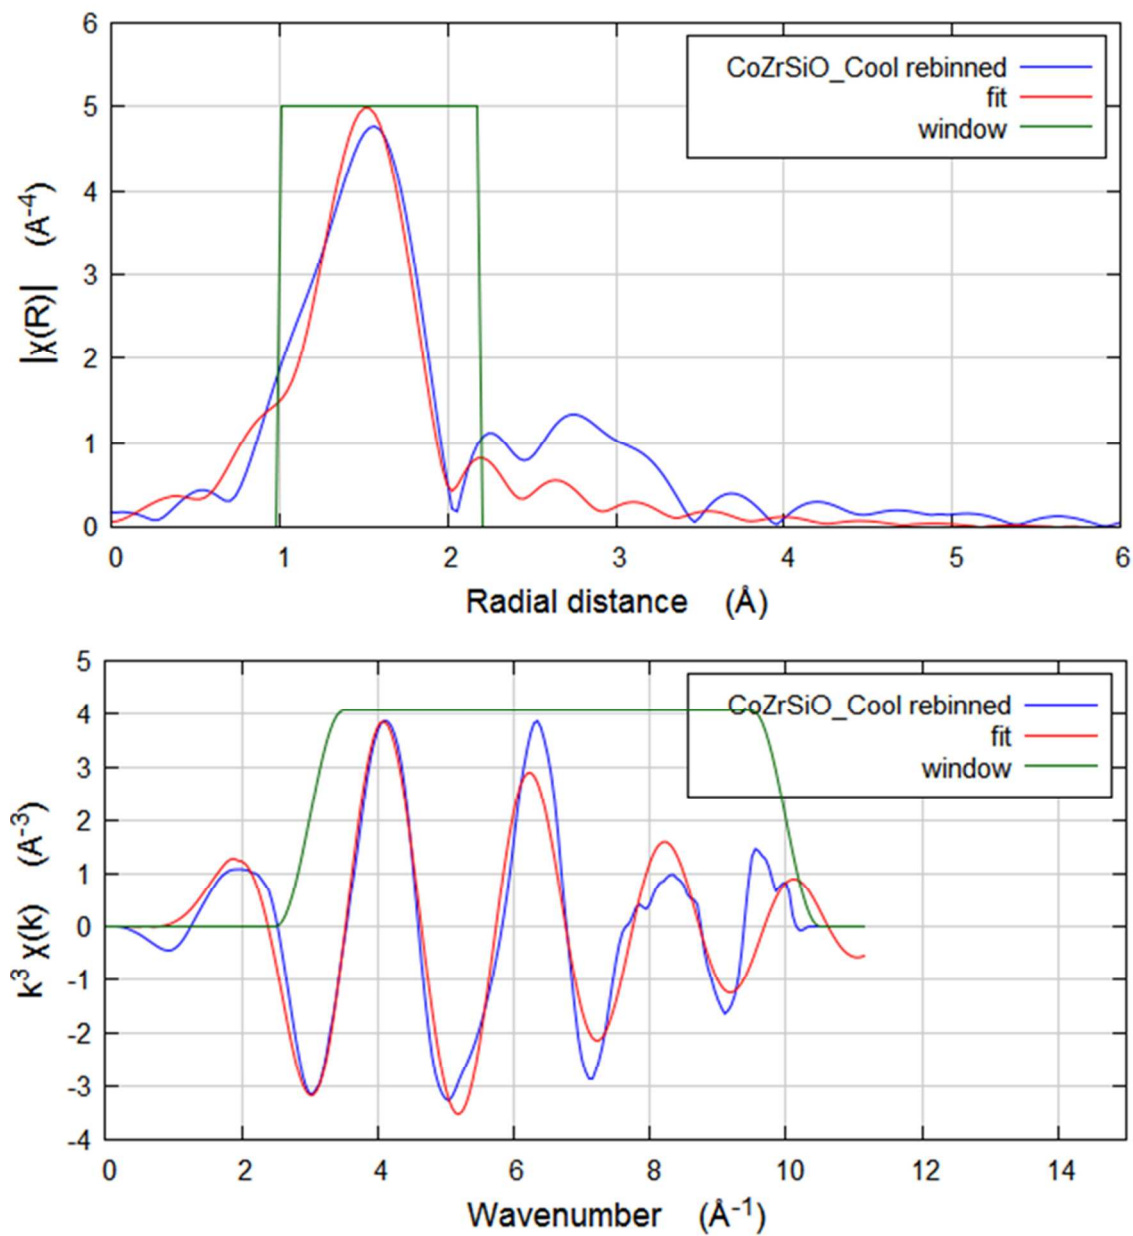 6
5
4
3
2
1
0
|χ(R)| (A-4)
CoZrSiO_Cool rebinned
fit
window
0 1 2 3 4 5 6
Radial distance (Å)
5
4
3
2
1
0
-1
-2
-3
-4
k3 χ(k) (A-3)
CoZrSiO_Cool rebinned
fit
window
0 2 4 6 8 10 12 14
Wavenumber (Å-1)